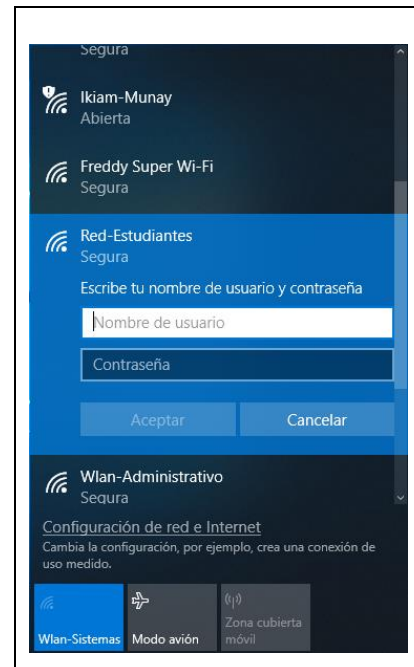 Segura
Ikiam-Munay
Abierta
Freddy Super Wi-Fi
Segura
Red-Estudiantes
Segura
Escribe tu nombre de usuario y contraseña
Nombre de usuario
Contraseña
Aceptar
Cancelar
Wlan-Administrativo
Segura
Configuración de red e Internet
Cambia la configuración, por ejemplo, crea una conexión de
uso medido.
Wlan-Sistemas
Modo avión
Zona cubierta
móvil